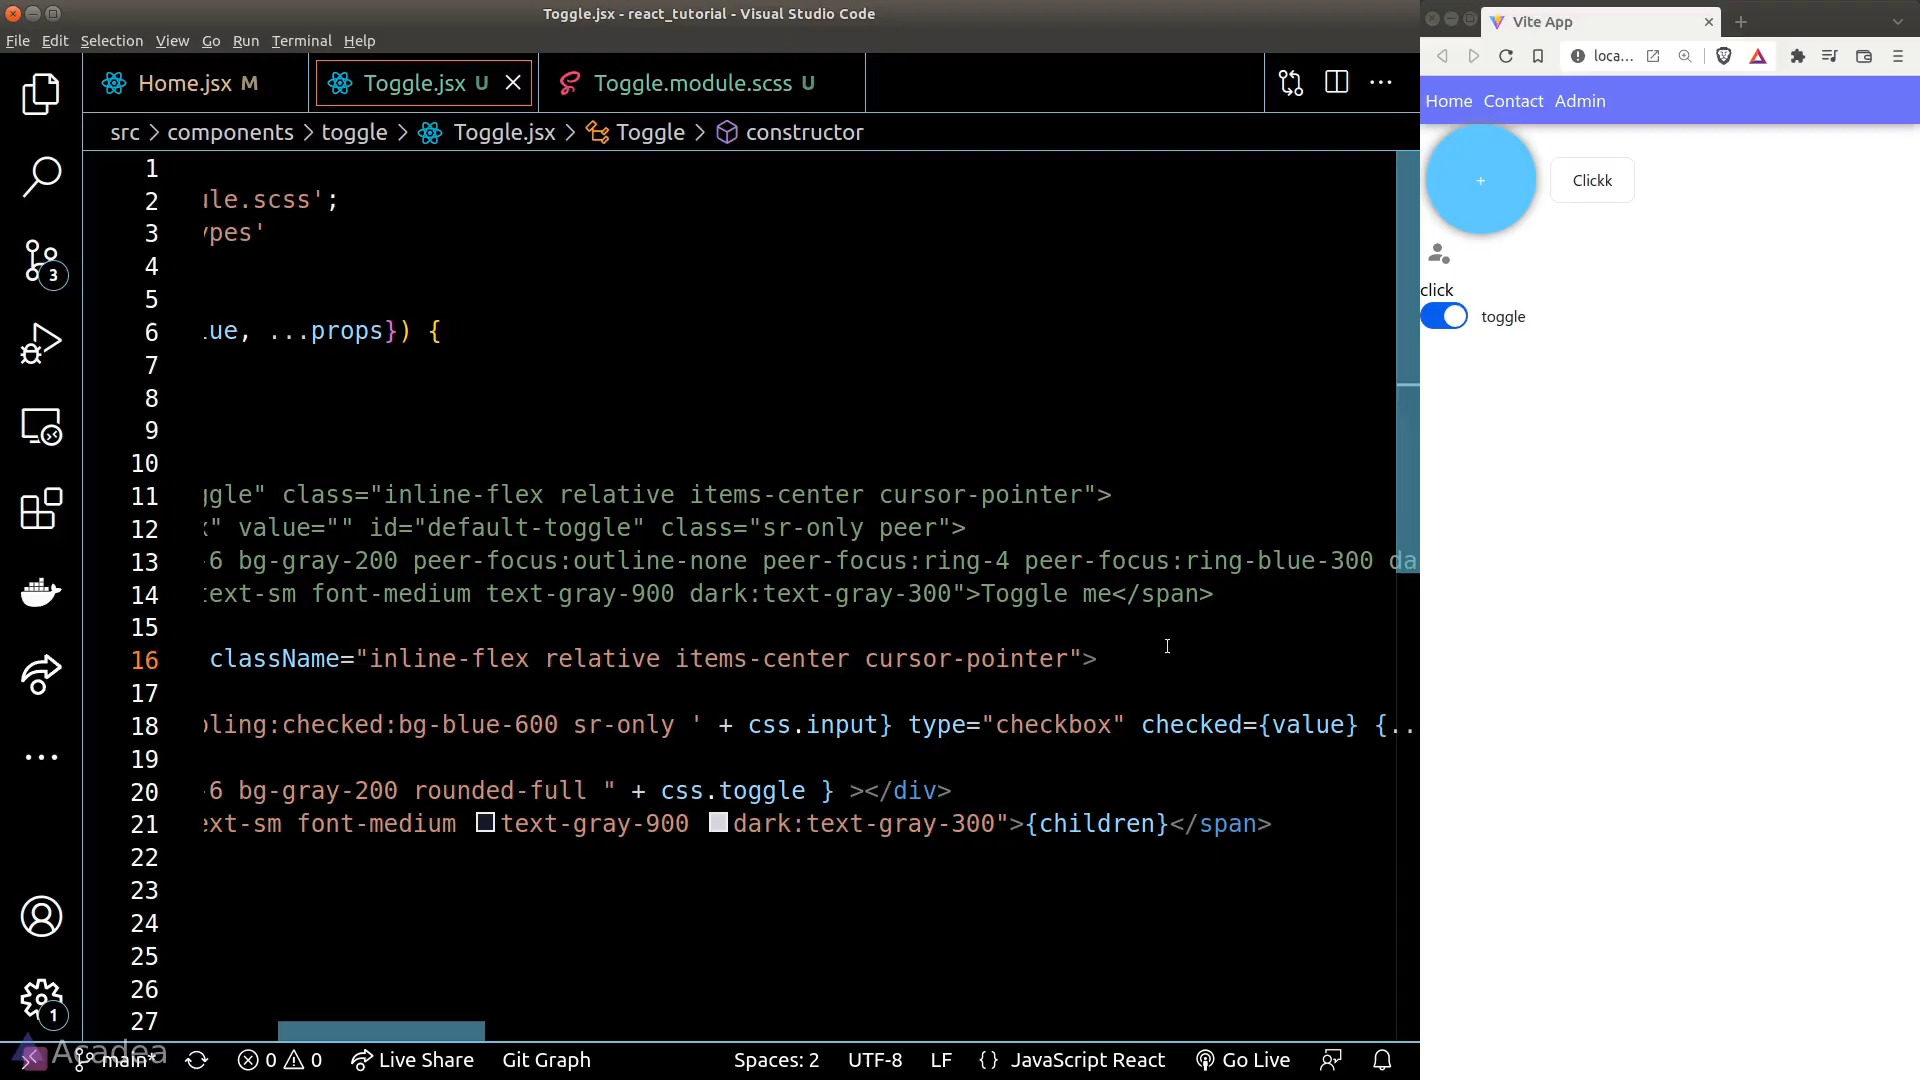 Toggle.jsx - react_tutorial - Visual Studio Code
File Edit Selection View Go Run Terminal Help
Home.jsx M
Toggle.jsx U
Toggle.module.scss U
src > components > toggle > Toggle.jsx > Toggle > constructor
1
2 le.scss';
3 ypes'
4
5
6 lue, ...props}) {
7
8
9
10
11 ggle" class="inline-flex relative items-center cursor-pointer">
12 x" value="" id="default-toggle" class="sr-only peer">
13 -6 bg-gray-200 peer-focus:outline-none peer-focus:ring-4 peer-focus:ring-blue-300 da
14 text-sm font-medium text-gray-900 dark:text-gray-300">Toggle me</span>
15
16 className="inline-flex relative items-center cursor-pointer">
17
18 bling:checked:bg-blue-600 sr-only ' + css.input} type="checkbox" checked={value} {..
19
20 -6 bg-gray-200 rounded-full " + css.toggle } ></div>
21 ext-sm font-medium text-gray-900 dark:text-gray-300">{children}</span>
22
23
24
25
26
27
3
1
Acadea
main*
0 0
Live Share
Git Graph
Spaces: 2
UTF-8
LF
{ } JavaScript React
Go Live
Vite App
loca...
Home Contact Admin
+
Clickk
click
toggle